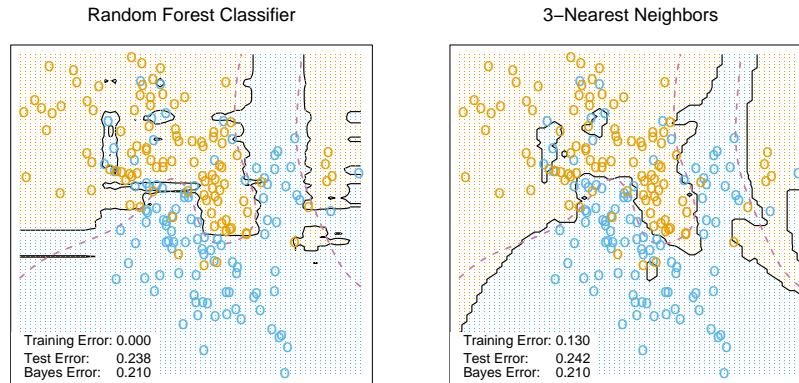 Random Forest Classifier
Training Error: 0.000
Test Error: 0.238
Bayes Error: 0.210
3−Nearest Neighbors
Training Error: 0.130
Test Error: 0.242
Bayes Error: 0.210